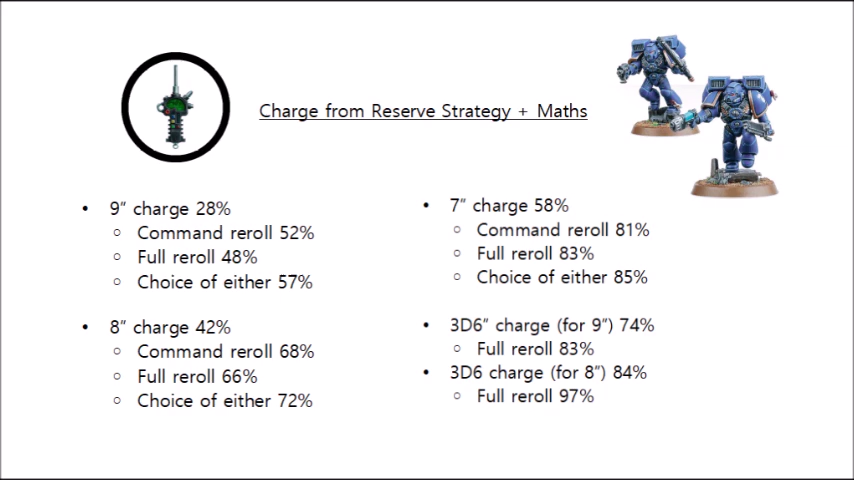 Charge from Reserve Strategy + Maths
• 9” charge 28%
○ Command reroll 52%
○ Full reroll 48%
○ Choice of either 57%
• 8” charge 42%
○ Command reroll 68%
○ Full reroll 66%
○ Choice of either 72%
• 7” charge 58%
○ Command reroll 81%
○ Full reroll 83%
○ Choice of either 85%
• 3D6” charge (for 9”) 74%
○ Full reroll 83%
• 3D6 charge (for 8”) 84%
○ Full reroll 97%